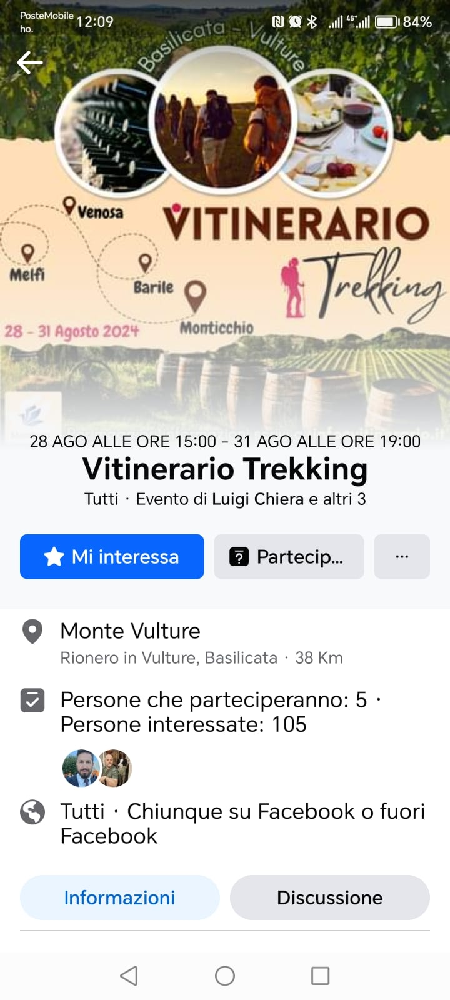 PosteMobile
ho.
12:09
4G+
84%
Basilicata - Vulture
Venosa
VITINERARIO
Melfi
Barile
Trekking
28 - 31 Agosto 2024
Monticchio
28 AGO ALLE ORE 15:00 – 31 AGO ALLE ORE 19:00
Vitinerario Trekking
Tutti · Evento di Luigi Chiera e altri 3
Mi interessa
Partecip...
Monte Vulture
Rionero in Vulture, Basilicata · 38 Km
Persone che parteciperanno: 5 ·
Persone interessate: 105
Tutti · Chiunque su Facebook o fuori
Facebook
Informazioni
Discussione